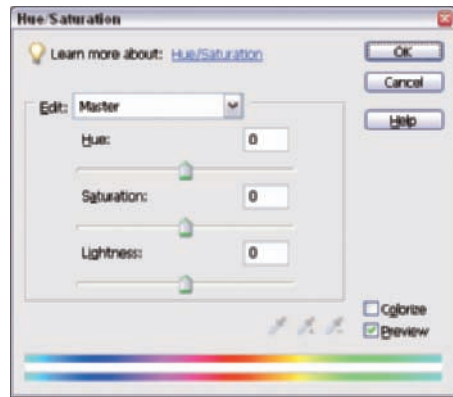 Hue/Saturation
Learn more about: Hue/Saturation
OK
Cancel
Help
Edit: Master
Hue: 0
Saturation: 0
Lightness: 0
Colorize
Preview